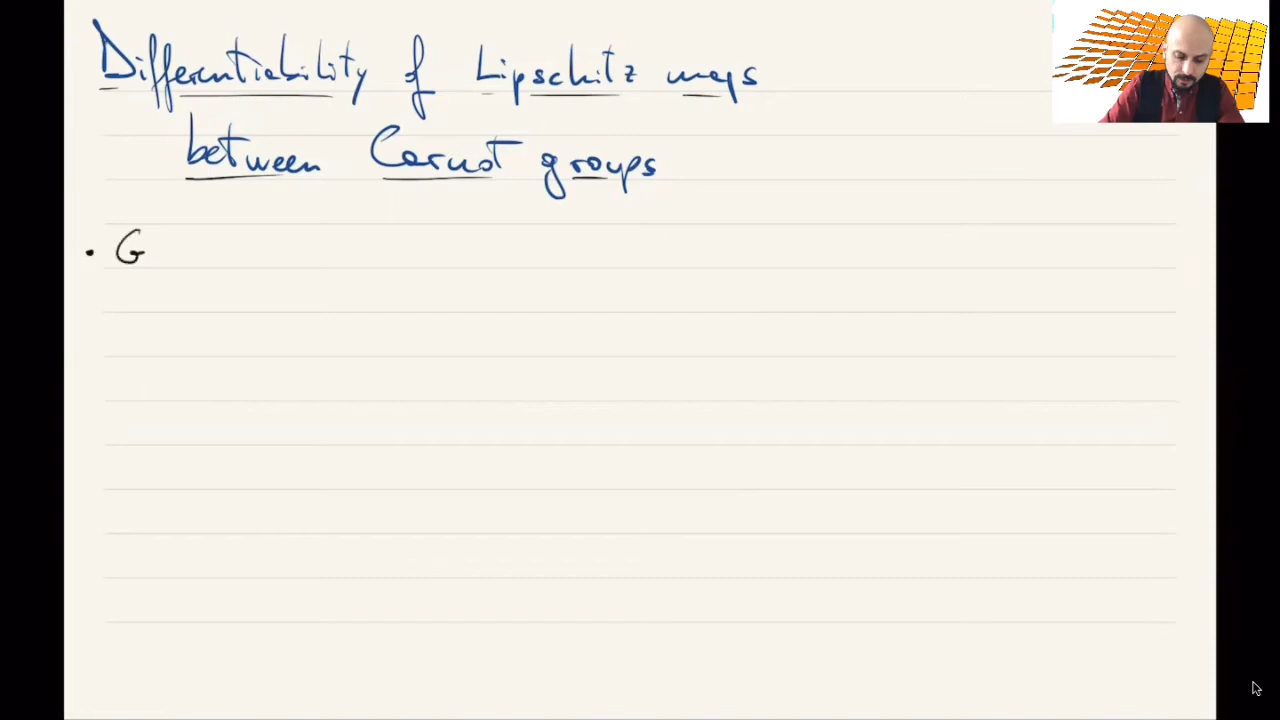 Differentiability of Lipschitz maps
between Carnot groups
• G